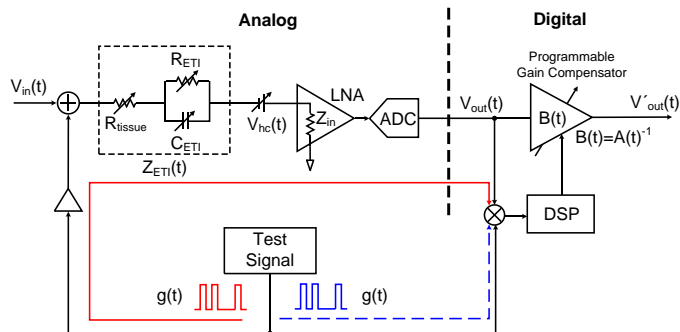 Analog
Digital
V_in(t)
R_tissue
R_ETI
C_ETI
Z_ETI(t)
V_hc(t)
LNA
Z_in
ADC
V_out(t)
Programmable
Gain Compensator
B(t)
V´_out(t)
B(t)=A(t)^-1
DSP
Test
Signal
g(t)
g(t)